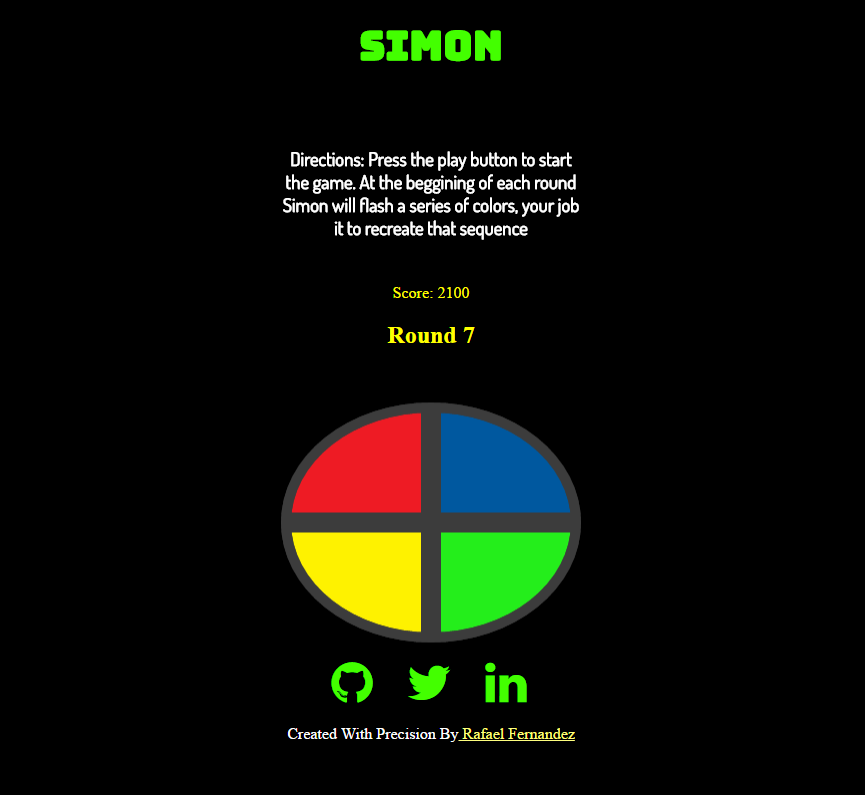 SIMON
Directions: Press the play button to start
the game. At the beggining of each round
Simon will flash a series of colors, your job
it to recreate that sequence
Score: 2100
Round 7
Created With Precision By Rafael Fernandez